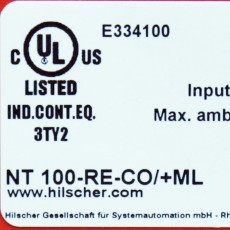 E334100
C UL US
LISTED
IND.CONT.EQ.
3TY2
Input
Max. amb
NT 100-RE-CO/+ML
www.hilscher.com
Hilscher Gesellschaft für Systemautomation mbH - Rh